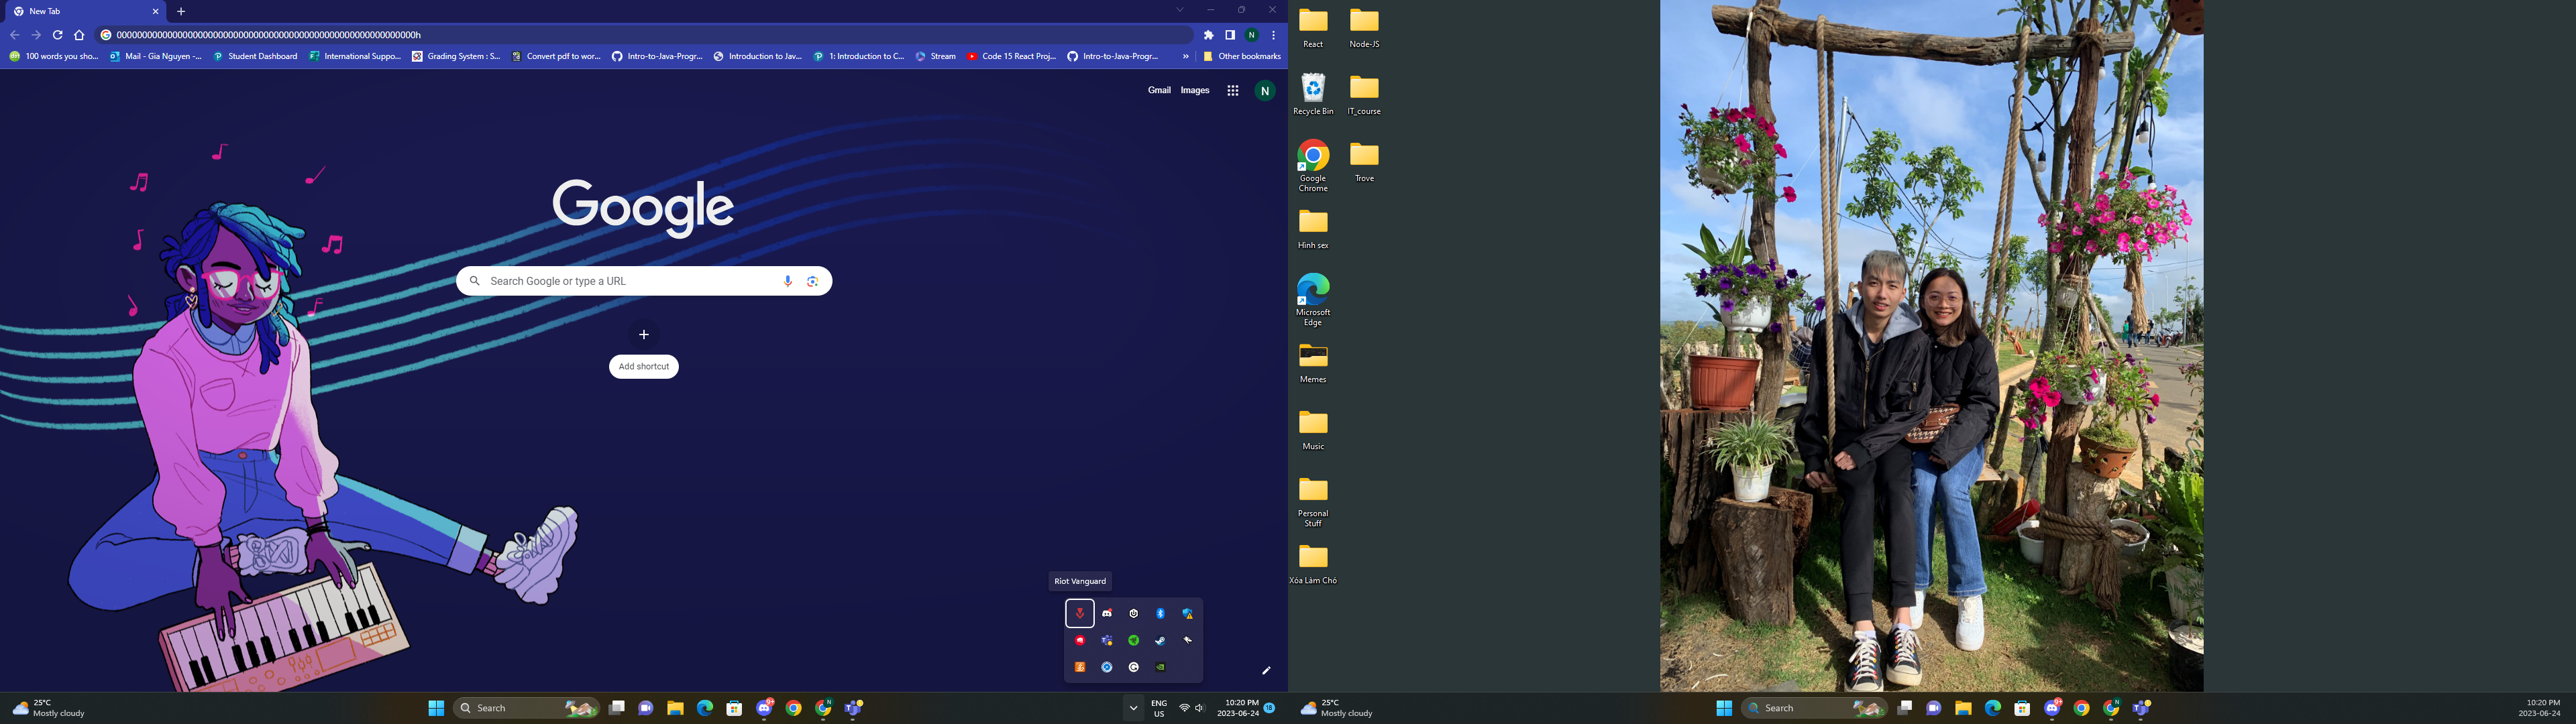 New Tab
00000000000000000000000000000000000000000000000000000000h
100 words you sho...
Mail - Gia Nguyen -...
Student Dashboard
International Suppo...
Grading System : S...
Convert pdf to wor...
Intro-to-Java-Progr...
Introduction to Jav...
1: Introduction to C...
Stream
Code 15 React Proj...
Intro-to-Java-Progr...
Other bookmarks
Gmail
Images
N
Google
Search Google or type a URL
Add shortcut
Riot Vanguard
25°C
Mostly cloudy
Search
ENG
US
10:20 PM
2023-06-24
18
React
Node-JS
Recycle Bin
IT_course
Google
Chrome
Trove
Hình sex
Microsoft
Edge
Memes
Music
Personal
Stuff
Xóa Làm Chó
25°C
Mostly cloudy
Search
10:20 PM
2023-06-24